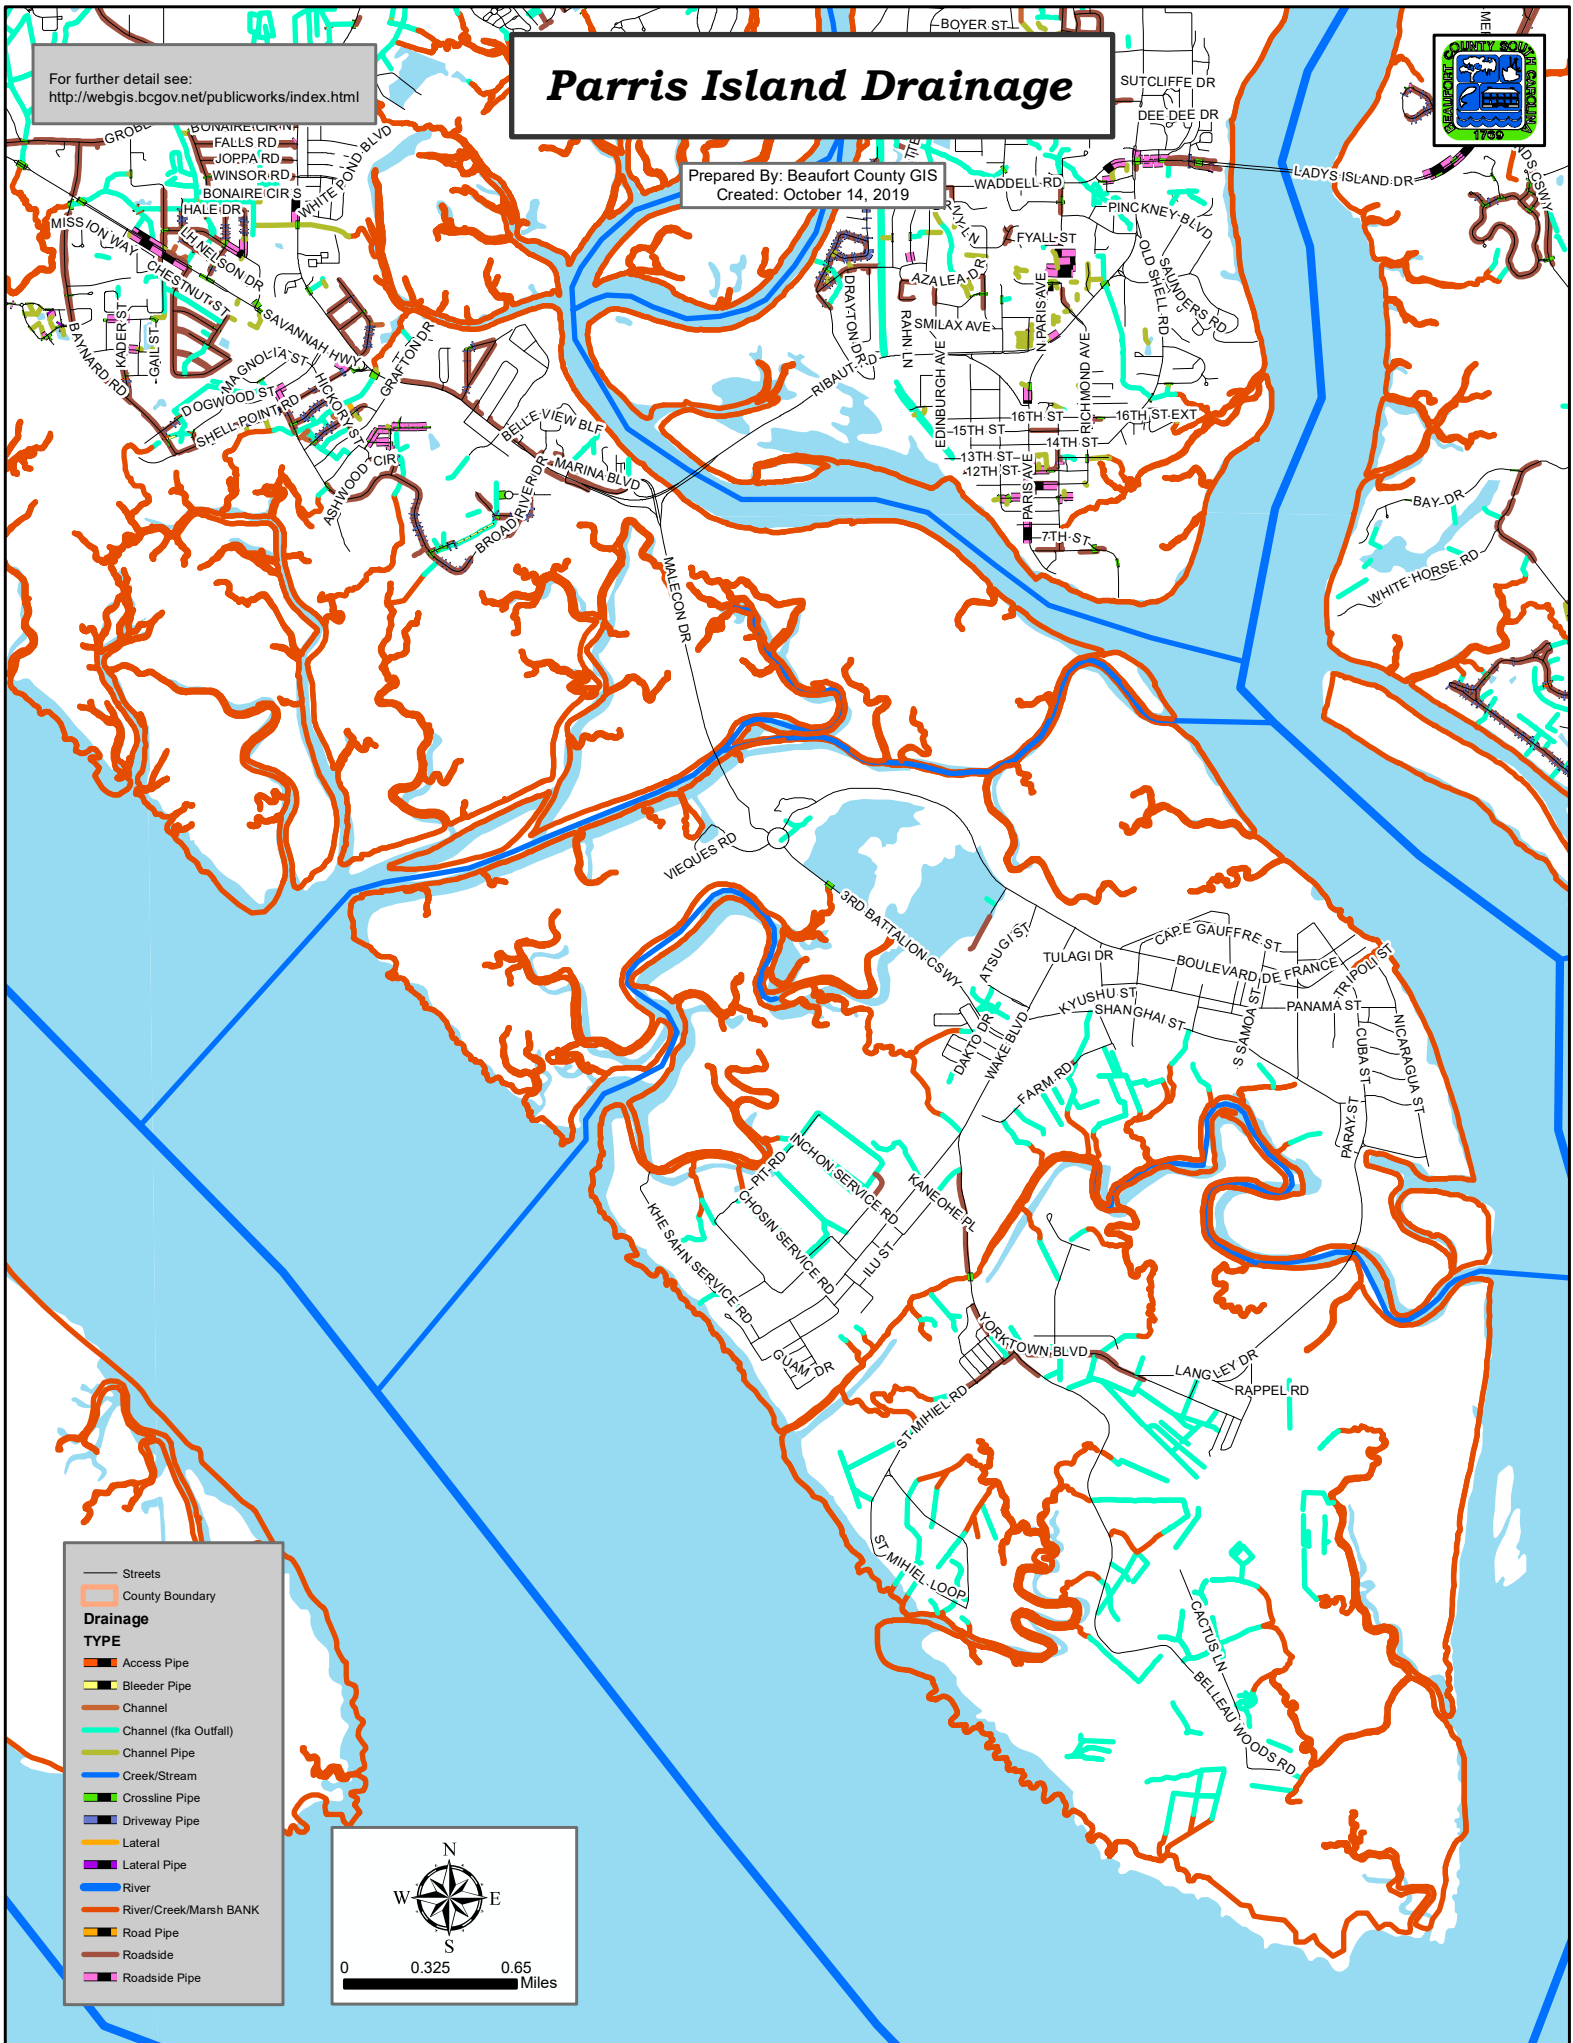 For further detail see:
http://webgis.bcgov.net/publicworks/index.html
Parris Island Drainage
Prepared By: Beaufort County GIS
Created: October 14, 2019
BEAUFORT COUNTY SOUTH CAROLINA
1769
BOYER ST
SUTCLIFFE DR
DEE DEE DR
LADYS ISLAND DR
BONAIRE CIR N
FALLS RD
JOPPA RD
WINSOR RD
BONAIRE CIR S
WHITE POND BLVD
HALE DR
MISSION WAY
LH NELSON DR
CHESTNUT ST
SAVANNAH HWY
KADER ST
GAIL ST
BAYNARD RD
MAGNOLIA ST
DOGWOOD ST
SHELL POINT RD
HICKORY ST
GRAFTON DR
ASHWOOD CIR
BELLE VIEW BLF
MARINA BLVD
BROAD RIVER DR
WADDELL RD
PINCKNEY BLVD
FYALL ST
AZALEA DR
OLD SHELL RD
SAUNDERS RD
DRAYTON DR
RAHN LN
SMILAX AVE
N PARIS AVE
RIBAUT RD
EDINBURGH AVE
RICHMOND AVE
16TH ST
16TH ST EXT
15TH ST
14TH ST
13TH ST
12TH ST
PARIS AVE
7TH ST
BAY DR
WHITE HORSE RD
MALECON DR
VIEQUES RD
3RD BATTALION CSWY
ATSUGI ST
TULAGI DR
CAPE GAUFFRE ST
BOULEVARD DE FRANCE
TRIPOLI ST
KYUSHU ST
SHANGHAI ST
S SAMOA ST
PANAMA ST
CUBA ST
NICARAGUA ST
DAKTO DR
WAKE BLVD
FARM RD
PARAY ST
INCHON SERVICE RD
PIT RD
KANEOHE PL
CHOSIN SERVICE RD
KHE SAHN SERVICE RD
ILU ST
GUAM DR
YORKTOWN BLVD
LANGLEY DR
RAPPEL RD
ST MIHIEL RD
ST MIHIEL LOOP
CACTUS LN
BELLEAU WOODS RD
Streets
County Boundary
Drainage
TYPE
Access Pipe
Bleeder Pipe
Channel
Channel (fka Outfall)
Channel Pipe
Creek/Stream
Crossline Pipe
Driveway Pipe
Lateral
Lateral Pipe
River
River/Creek/Marsh BANK
Road Pipe
Roadside
Roadside Pipe
N
W E
S
0 0.325 0.65
Miles